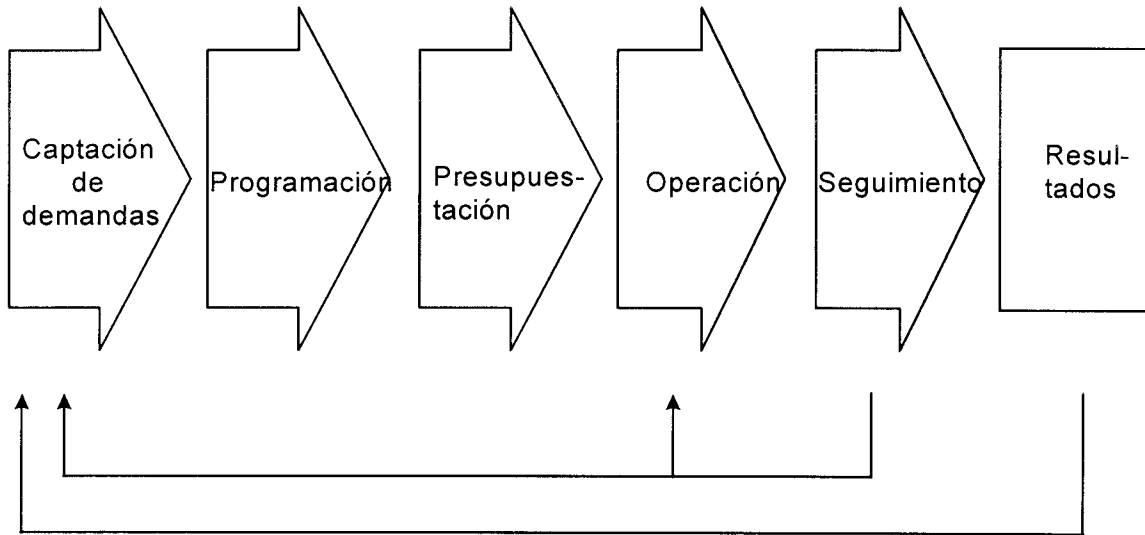 Captación
de
demandas
Programación
Presupues-
tación
Operación
Seguimiento
Resul-
tados